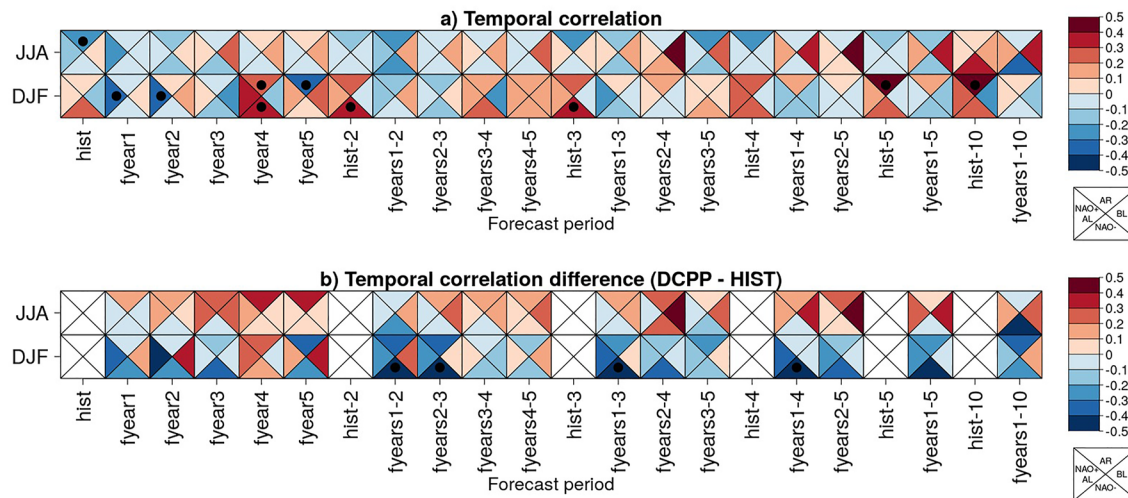 a) Temporal correlation
JJA
DJF
hist
fyear1
fyear2
fyear3
fyear4
fyear5
hist-2
fyears1-2
fyears2-3
fyears3-4
fyears4-5
hist-3
fyears1-3
fyears2-4
fyears3-5
hist-4
fyears1-4
fyears2-5
hist-5
fyears1-5
hist-10
fyears1-10
Forecast period
0.5
0.4
0.3
0.2
0.1
0
-0.1
-0.2
-0.3
-0.4
-0.5
AR
NAO+ BL
AL
NAO-
b) Temporal correlation difference (DCPP - HIST)
JJA
DJF
hist
fyear1
fyear2
fyear3
fyear4
fyear5
hist-2
fyears1-2
fyears2-3
fyears3-4
fyears4-5
hist-3
fyears1-3
fyears2-4
fyears3-5
hist-4
fyears1-4
fyears2-5
hist-5
fyears1-5
hist-10
fyears1-10
Forecast period
0.5
0.4
0.3
0.2
0.1
0
-0.1
-0.2
-0.3
-0.4
-0.5
AR
NAO+ BL
AL
NAO-